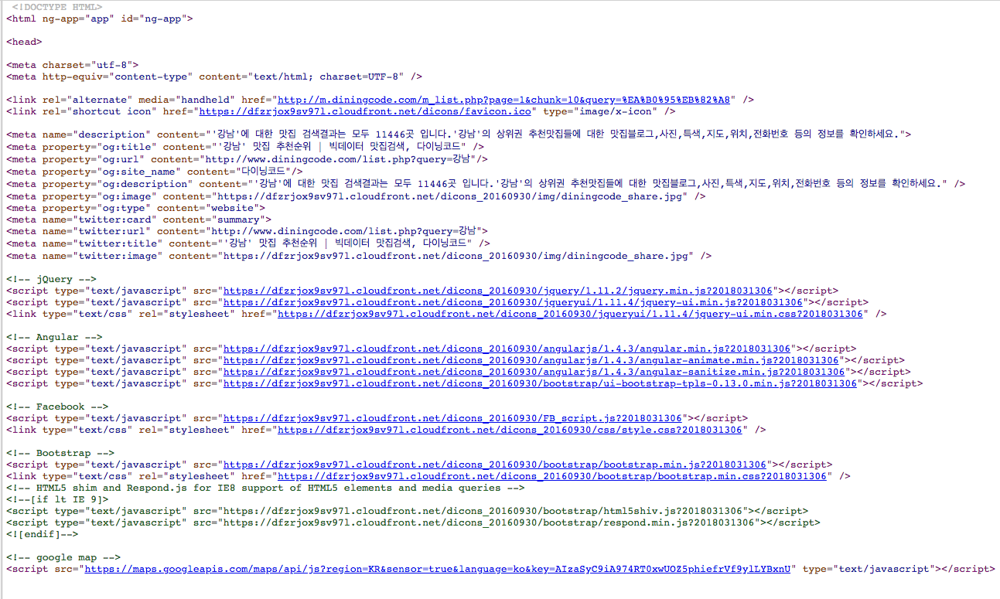 <!DOCTYPE HTML>
<html ng-app="app" id="ng-app">
<head>
<meta charset="utf-8">
<meta http-equiv="content-type" content="text/html; charset=UTF-8" />
<link rel="alternate" media="handheld" href="http://m.diningcode.com/m_list.php?page=1&chunk=10&query=%EA%B0%95%EB%82%A8" />
<link rel="shortcut icon" href="https://dfzrjox9sv97l.cloudfront.net/dicons/favicon.ico" type="image/x-icon" />
<meta name="description" content="'강남'에 대한 맛집 검색결과는 모두 11446곳 입니다.'강남'의 상위권 추천맛집들에 대한 맛집블로그,사진,특색,지도,위치,전화번호 등의 정보를 확인하세요.">
<meta property="og:title" content="'강남' 맛집 추천순위 | 빅데이터 맛집검색, 다이닝코드" />
<meta property="og:url" content="http://www.diningcode.com/list.php?query=강남"/>
<meta property="og:site_name" content="다이닝코드"/>
<meta property="og:description" content="'강남'에 대한 맛집 검색결과는 모두 11446곳 입니다.'강남'의 상위권 추천맛집들에 대한 맛집블로그,사진,특색,지도,위치,전화번호 등의 정보를 확인하세요." />
<meta property="og:image" content="https://dfzrjox9sv97l.cloudfront.net/dicons_20160930/img/diningcode_share.jpg" />
<meta property="og:type" content="website">
<meta name="twitter:card" content="summary">
<meta name="twitter:url" content="http://www.diningcode.com/list.php?query=강남">
<meta name="twitter:title" content="'강남' 맛집 추천순위 | 빅데이터 맛집검색, 다이닝코드" />
<meta name="twitter:image" content="https://dfzrjox9sv97l.cloudfront.net/dicons_20160930/img/diningcode_share.jpg" />
<!-- jQuery -->
<script type="text/javascript" src="https://dfzrjox9sv97l.cloudfront.net/dicons_20160930/jquery/1.11.2/jquery.min.js?2018031306"></script>
<script type="text/javascript" src="https://dfzrjox9sv97l.cloudfront.net/dicons_20160930/jqueryui/1.11.4/jquery-ui.min.js?2018031306"></script>
<link type="text/css" rel="stylesheet" href="https://dfzrjox9sv97l.cloudfront.net/dicons_20160930/jqueryui/1.11.4/jquery-ui.min.css?2018031306" />
<!-- Angular -->
<script type="text/javascript" src="https://dfzrjox9sv97l.cloudfront.net/dicons_20160930/angularjs/1.4.3/angular.min.js?2018031306"></script>
<script type="text/javascript" src="https://dfzrjox9sv97l.cloudfront.net/dicons_20160930/angularjs/1.4.3/angular-animate.min.js?2018031306"></script>
<script type="text/javascript" src="https://dfzrjox9sv97l.cloudfront.net/dicons_20160930/angularjs/1.4.3/angular-sanitize.min.js?2018031306"></script>
<script type="text/javascript" src="https://dfzrjox9sv97l.cloudfront.net/dicons_20160930/bootstrap/ui-bootstrap-tpls-0.13.0.min.js?2018031306"></script>
<!-- Facebook -->
<script type="text/javascript" src="https://dfzrjox9sv97l.cloudfront.net/dicons_20160930/FB_script.js?2018031306"></script>
<link type="text/css" rel="stylesheet" href="https://dfzrjox9sv97l.cloudfront.net/dicons_20160930/css/style.css?2018031306" />
<!-- Bootstrap -->
<script type="text/javascript" src="https://dfzrjox9sv97l.cloudfront.net/dicons_20160930/bootstrap/bootstrap.min.js?2018031306"></script>
<link type="text/css" rel="stylesheet" href="https://dfzrjox9sv97l.cloudfront.net/dicons_20160930/bootstrap/bootstrap.min.css?2018031306" />
<!-- HTML5 shim and Respond.js for IE8 support of HTML5 elements and media queries -->
<!--[if lt IE 9]>
<script type="text/javascript" src="https://dfzrjox9sv97l.cloudfront.net/dicons_20160930/bootstrap/html5shiv.js?2018031306"></script>
<script type="text/javascript" src="https://dfzrjox9sv97l.cloudfront.net/dicons_20160930/bootstrap/respond.min.js?2018031306"></script>
<![endif]-->
<!-- google map -->
<script src="https://maps.googleapis.com/maps/api/js?region=KR&sensor=true&language=ko&key=AIzaSyC9iA974RT0xwUOZ5phiefrVf9ylLYBxnU" type="text/javascript"></script>